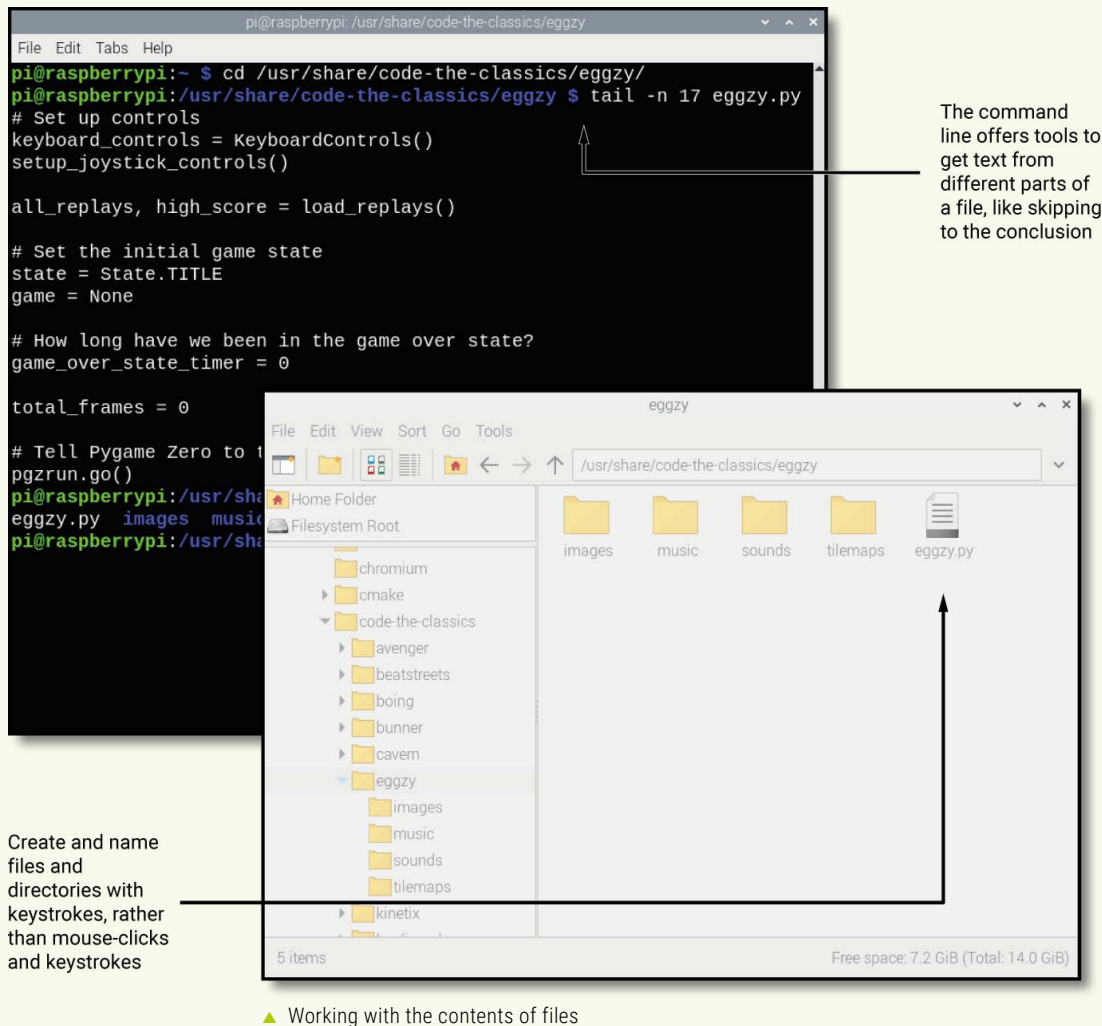 pi@raspberrypi: /usr/share/code-the-classics/eggzy
File Edit Tabs Help
pi@raspberrypi:~ $ cd /usr/share/code-the-classics/eggzy/
pi@raspberrypi:/usr/share/code-the-classics/eggzy $ tail -n 17 eggzy.py
# Set up controls
keyboard_controls = KeyboardControls()
setup_joystick_controls()
all_replays, high_score = load_replays()
# Set the initial game state
state = State.TITLE
game = None
# How long have we been in the game over state?
game_over_state_timer = 0
total_frames = 0
# Tell Pygame Zero to t
pgzrun.go()
pi@raspberrypi:/usr/sha
eggzy.py images music
pi@raspberrypi:/usr/sha
The command
line offers tools to
get text from
different parts of
a file, like skipping
to the conclusion
eggzy
File Edit View Sort Go Tools
/usr/share/code-the-classics/eggzy
Home Folder
Filesystem Root
chromium
cmake
code-the-classics
avenger
beatstreets
boing
bunner
cavern
eggzy
images
music
sounds
tilemaps
kinetix
images music sounds tilemaps eggzy.py
5 items
Free space: 7.2 GiB (Total: 14.0 GiB)
Create and name
files and
directories with
keystrokes, rather
than mouse-clicks
and keystrokes
Working with the contents of files